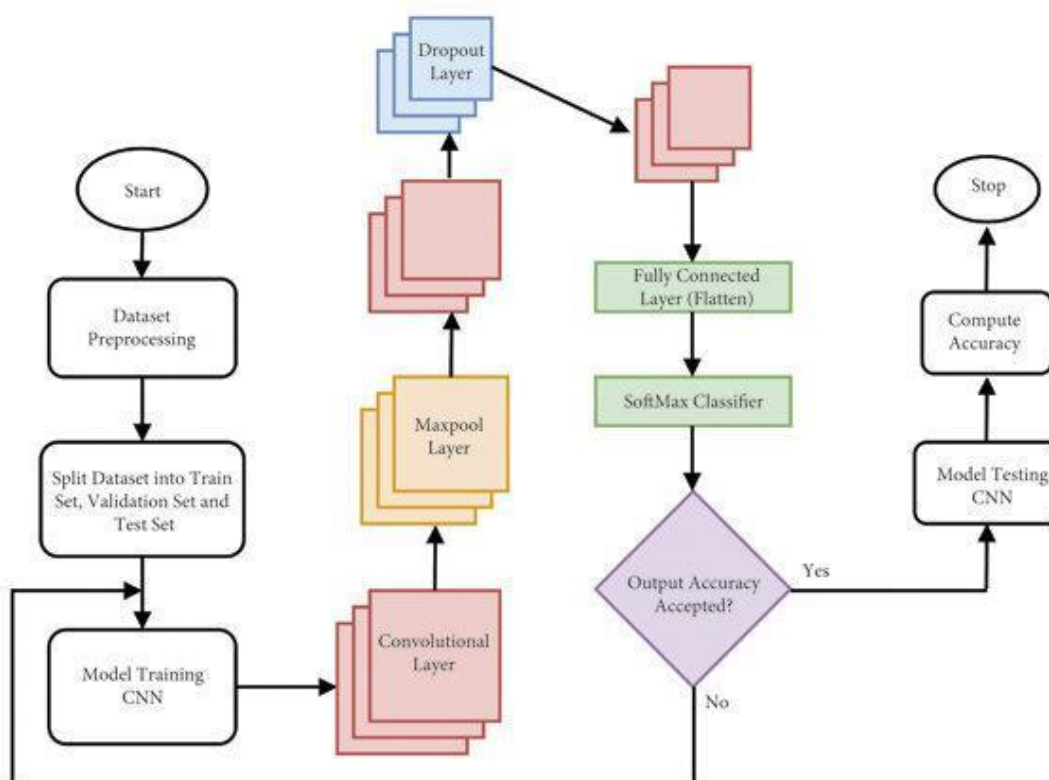 Start
Dataset
Preprocessing
Split Dataset into Train
Set, Validation Set and
Test Set
Model Training
CNN
Convolutional
Layer
Maxpool
Layer
Dropout
Layer
Fully Connected
Layer (Flatten)
SoftMax Classifier
Output Accuracy
Accepted?
Yes
No
Model Testing
CNN
Compute
Accuracy
Stop